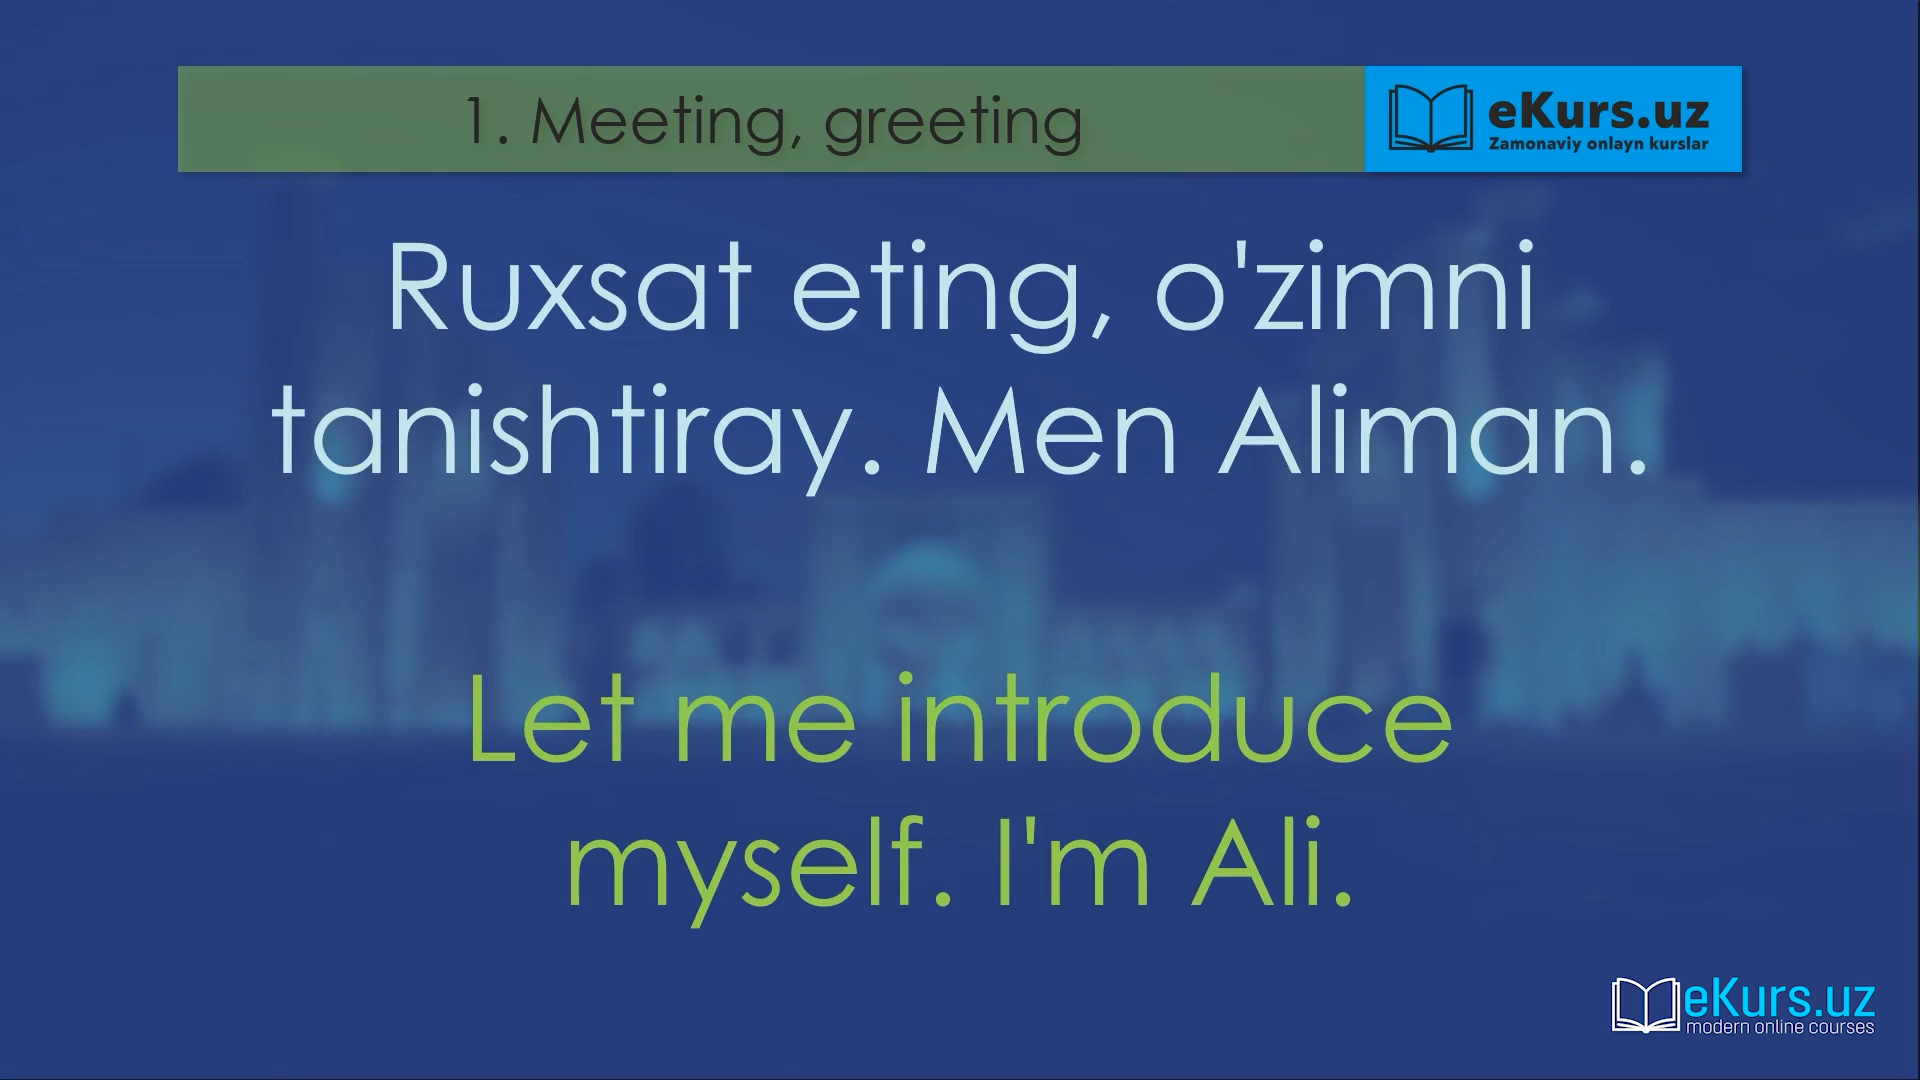 1. Meeting, greeting
eKurs.uz
Zamonaviy onlayn kurslar
Ruxsat eting, o'zimni
tanishtiray. Men Aliman.
Let me introduce
myself. I'm Ali.
eKurs.uz
modern online courses